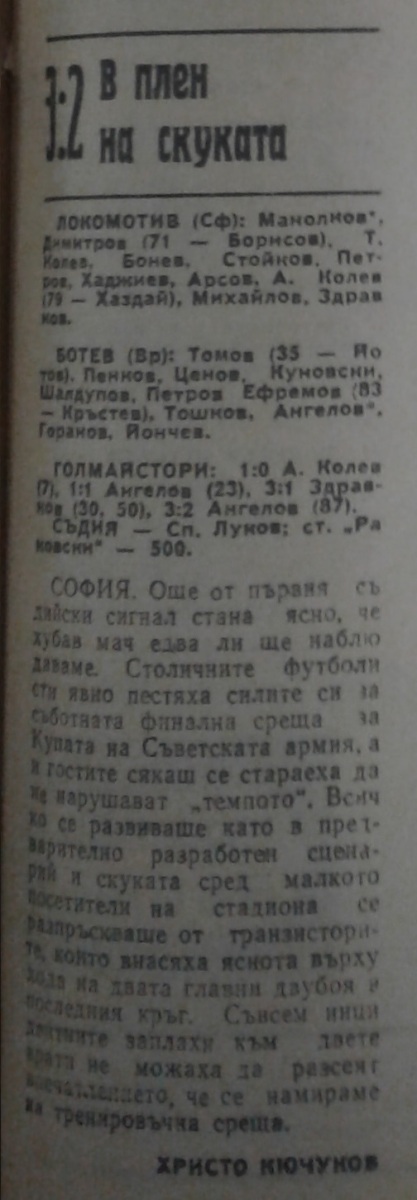 3:2 В плен
на скуката
ЛОКОМОТИВ (Сф): Манолков*,
Димитров (71 — Борисов), Т.
Колев, Бонев, Стойков, Пет-
ров, Хаджиев, Арсов, А. Колев
(79 — Хаздай), Михайлов, Здрав
ков.
БОТЕВ (Вр): Томов (35 — Йо
тов), Пенков, Ценов, Куновски,
Шалдупов, Петров Ефремов (83
— Кръстев), Тошков, Ангелов*,
Горанов, Йончев.
ГОЛМАЙСТОРИ: 1:0 А. Колев
(7), 1:1 Ангелов (23), 3:1 Здрав-
ков (30, 50), 3:2 Ангелов (87).
СЪДИЯ — Сп. Луков; ст. „Ра
ковски“ — 500.
СОФИЯ. Още от първия съ
дийски сигнал стана ясно, че
хубав мач едва ли ще наблю
даваме. Столичните футболи
сти явно пестяха силите си за
съботната финална среща за
Купата на Съветската армия, а
и гостите сякаш се стараеха да
не нарушават „темпото“. Всич
ко се развиваше като в пред-
варително разработен сцена-
рий и скуката сред малкото
посетители на стадиона се
разпръскваше от транзистори-
те, които внасяха яснота върху
хода на двата главни двубоя в
последния кръг. Съвсем инци
дентните заплахи към двете
врати не можаха да разсеят
впечатлението, че се намираме
на тренировъчна среща.
ХРИСТО КЮЧУКОВ